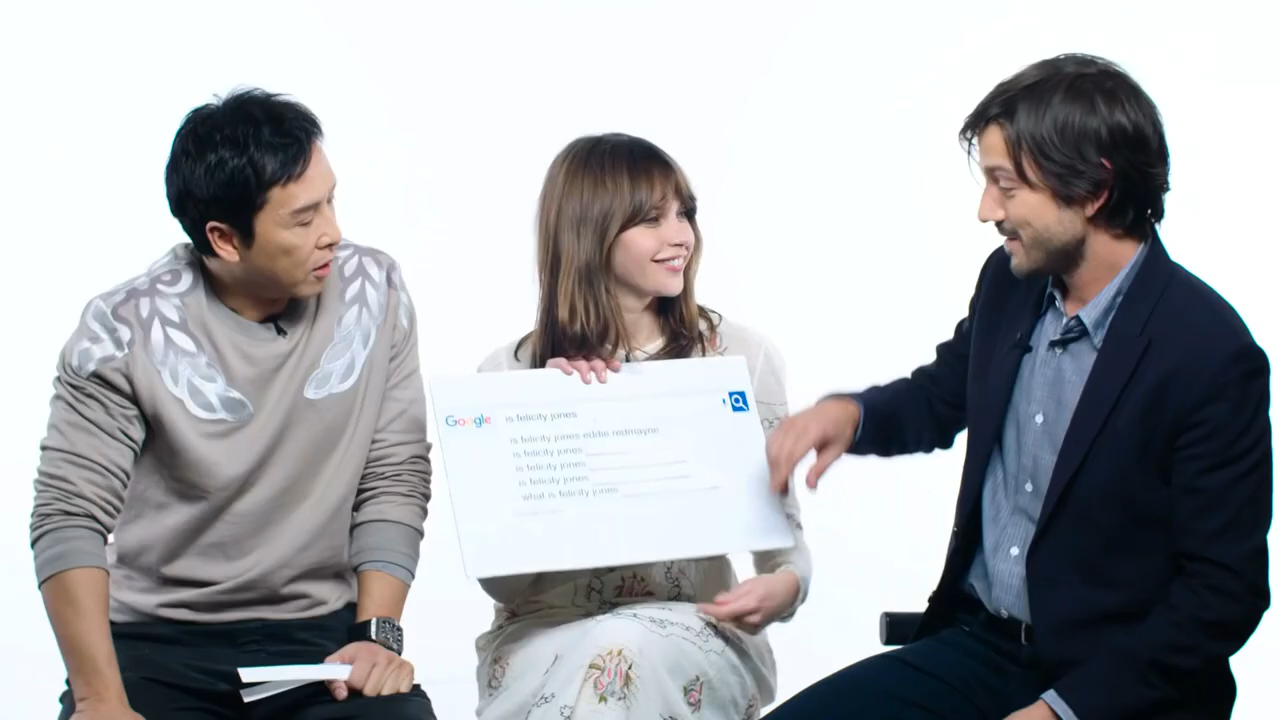 Google is felicity jones
is felicity jones eddie redmayne
is felicity jones
is felicity jones
is felicity jones
what is felicity jones